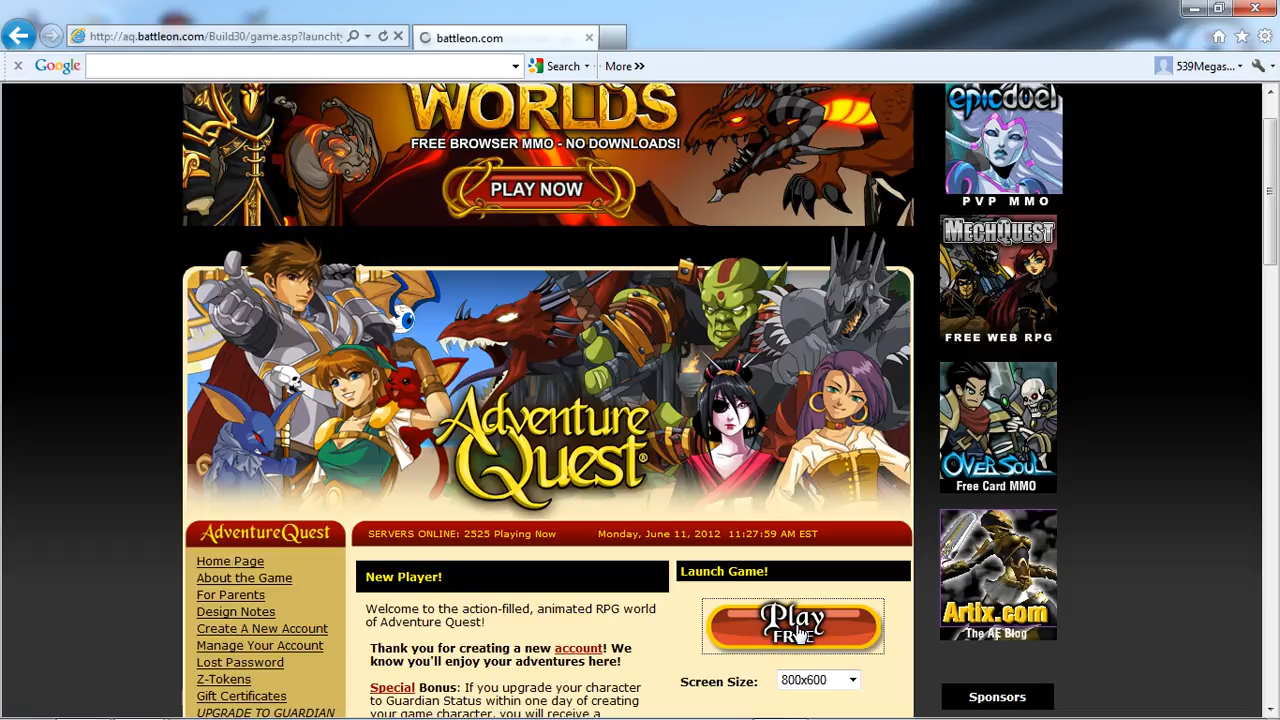 http://aq.battleon.com/Build30/game.asp?launchty
battleon.com
Google
Search
More »
539Megas...
WORLDS
FREE BROWSER MMO - NO DOWNLOADS!
PLAY NOW
epicduel
PVP MMO
MECHQUEST
FREE WEB RPG
OVERSOUL
Free Card MMO
Artix.com
The AE Blog
Sponsors
Adventure
Quest®
AdventureQuest
SERVERS ONLINE: 2525 Playing Now
Monday, June 11, 2012 11:27:59 AM EST
Home Page
About the Game
For Parents
Design Notes
Create A New Account
Manage Your Account
Lost Password
Z-Tokens
Gift Certificates
UPGRADE TO GUARDIAN
New Player!
Welcome to the action-filled, animated RPG world
of Adventure Quest!
Thank you for creating a new account! We
know you'll enjoy your adventures here!
Special Bonus: If you upgrade your character
to Guardian Status within one day of creating
your game character, you will receive a
Launch Game!
Play
FREE
Screen Size:
800x600